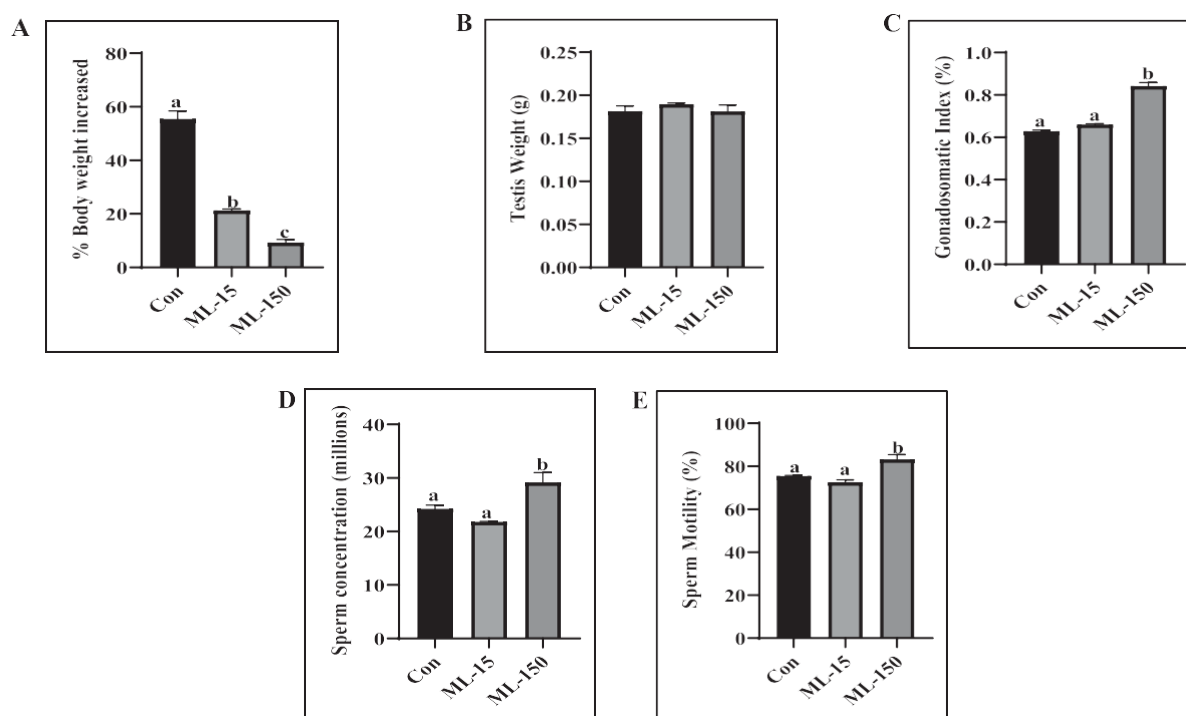 A
% Body weight increased
80
60
40
20
0
a
b
c
Con
ML-15
ML-150
B
Testis Weight (g)
0.25
0.20
0.15
0.10
0.05
0.00
Con
ML-15
ML-150
C
Gonadosomatic Index (%)
1.0
0.8
0.6
0.4
0.2
0.0
a
a
b
Con
ML-15
ML-150
D
Sperm concentration (millions)
40
30
20
10
0
a
a
b
Con
ML-15
ML-150
E
Sperm Motility (%)
100
80
60
40
20
0
a
a
b
Con
ML-15
ML-150